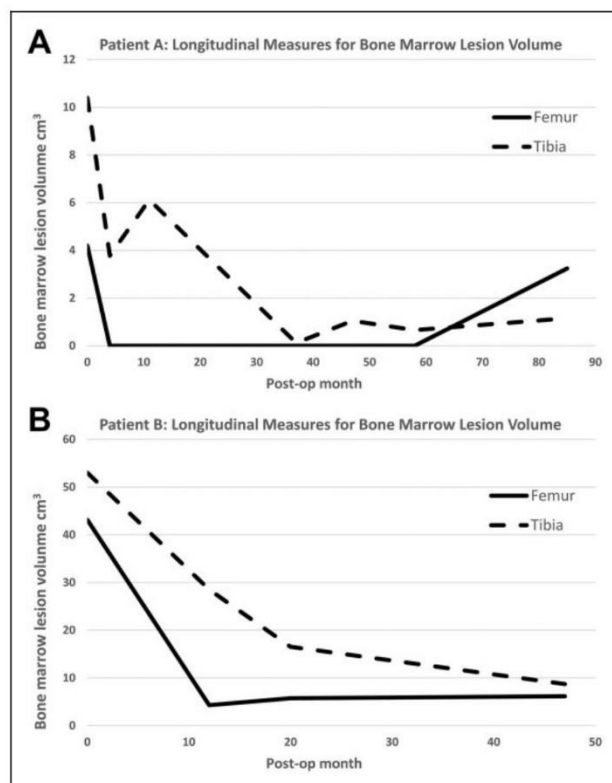 A
Patient A: Longitudinal Measures for Bone Marrow Lesion Volume
12
10
8
6
4
2
0
Bone marrow lesion volunme cm³
Femur
Tibia
0 10 20 30 40 50 60 70 80 90
Post-op month
B
Patient B: Longitudinal Measures for Bone Marrow Lesion Volume
60
50
40
30
20
10
0
Bone marrow lesion volunme cm³
Femur
Tibia
0 10 20 30 40 50
Post-op month